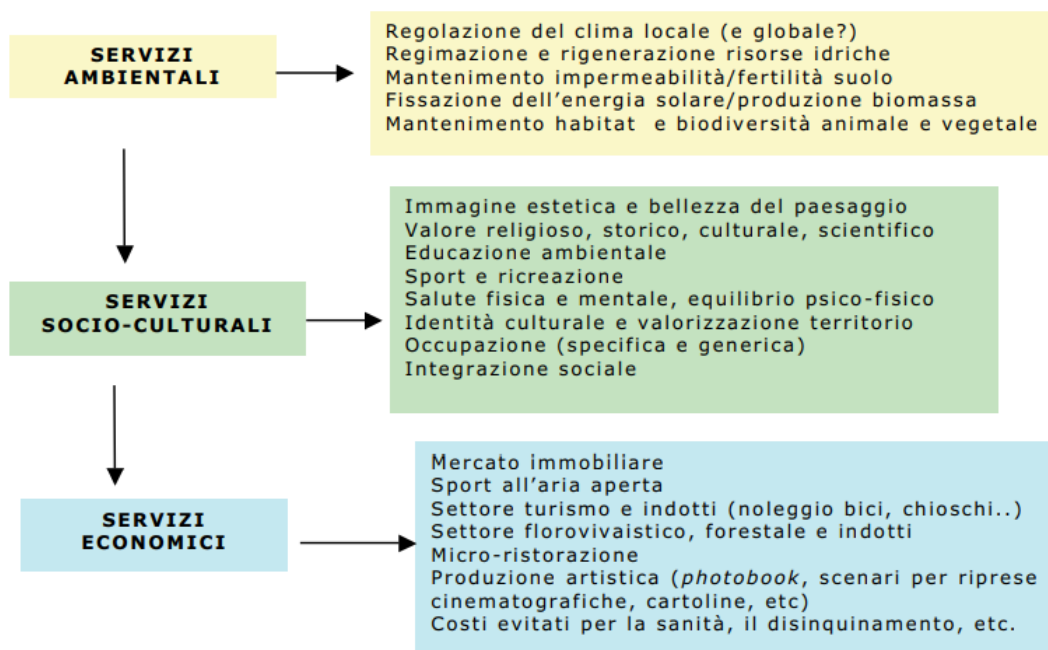 SERVIZI
AMBIENTALI
Regolazione del clima locale (e globale?)
Regimazione e rigenerazione risorse idriche
Mantenimento impermeabilità/fertilità suolo
Fissazione dell'energia solare/produzione biomassa
Mantenimento habitat e biodiversità animale e vegetale
SERVIZI
SOCIO-CULTURALI
Immagine estetica e bellezza del paesaggio
Valore religioso, storico, culturale, scientifico
Educazione ambientale
Sport e ricreazione
Salute fisica e mentale, equilibrio psico-fisico
Identità culturale e valorizzazione territorio
Occupazione (specifica e generica)
Integrazione sociale
SERVIZI
ECONOMICI
Mercato immobiliare
Sport all'aria aperta
Settore turismo e indotti (noleggio bici, chioschi..)
Settore florovivaistico, forestale e indotti
Micro-ristorazione
Produzione artistica (photobook, scenari per riprese
cinematografiche, cartoline, etc)
Costi evitati per la sanità, il disinquinamento, etc.